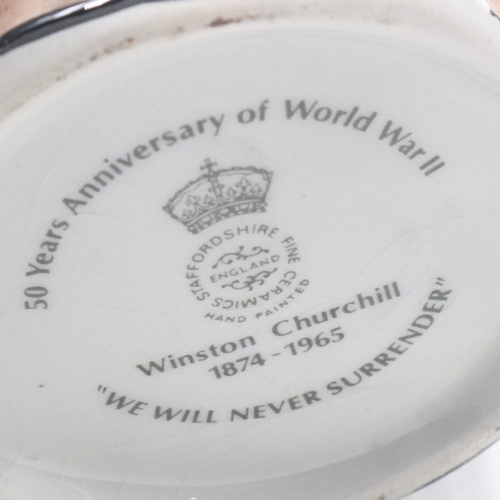 50 Years Anniversary of World War II
STAFFORDSHIRE FINE CERAMICS
ENGLAND
HAND PAINTED
Winston Churchill
1874-1965
"WE WILL NEVER SURRENDER"